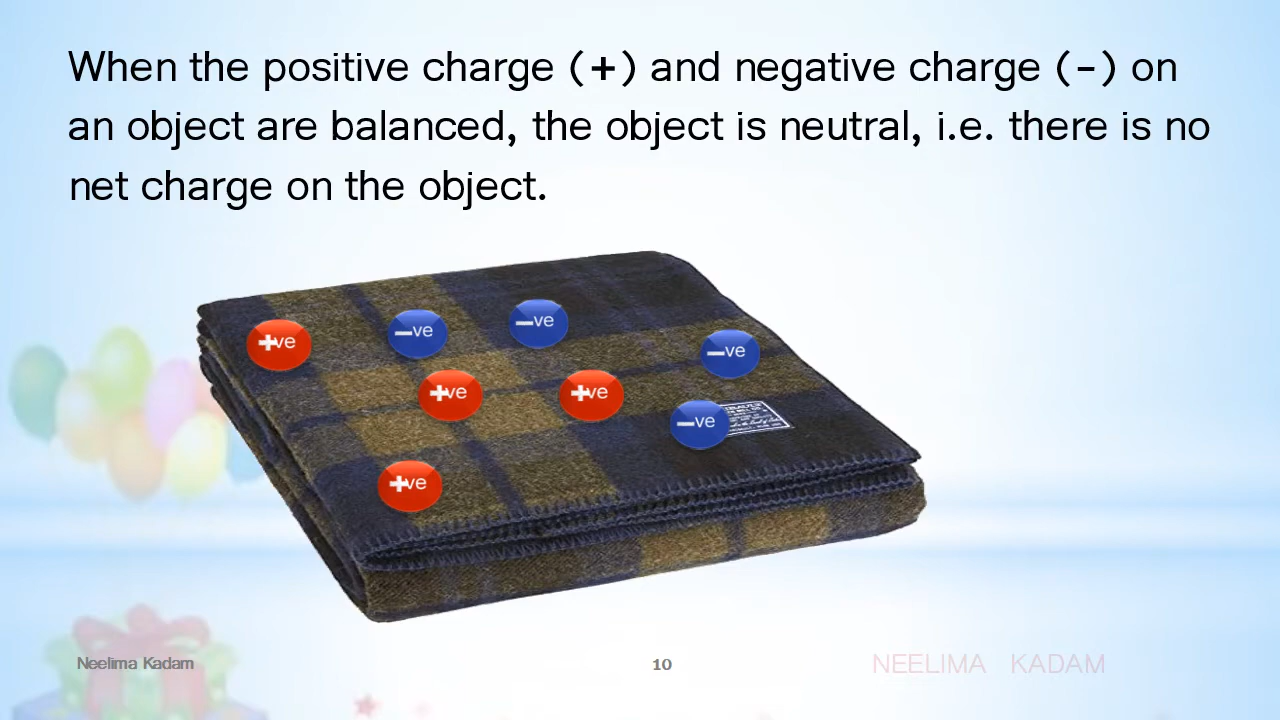 When the positive charge (+) and negative charge (-) on
an object are balanced, the object is neutral, i.e. there is no
net charge on the object.
+ve
−ve
−ve
−ve
+ve
+ve
−ve
+ve
Neelima Kadam
10
NEELIMA KADAM